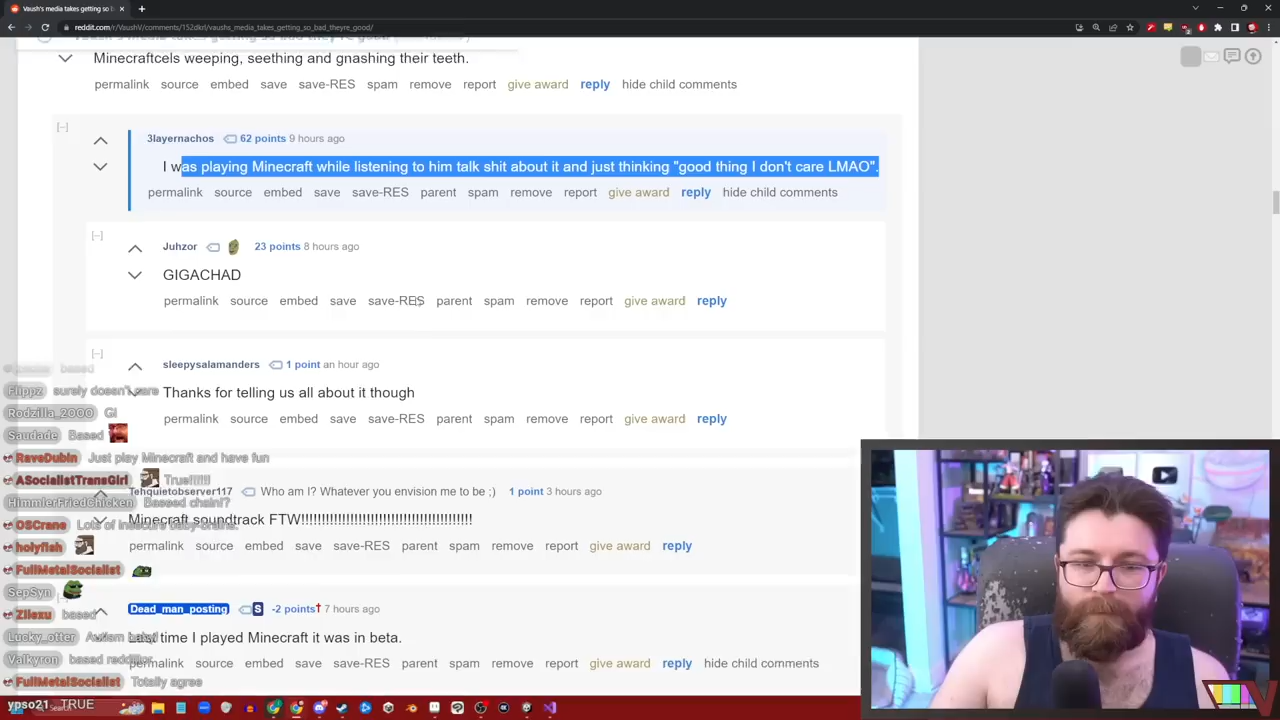 Vaush's media takes getting so b
reddit.com/r/VaushV/comments/152dkrl/vaushs_media_takes_getting_so_bad_theyre_good/
Minecraftcels weeping, seething and gnashing their teeth.
permalink source embed save save-RES spam remove report give award reply hide child comments
[-]
3layernachos 62 points 9 hours ago
I was playing Minecraft while listening to him talk shit about it and just thinking "good thing I don't care LMAO".
permalink source embed save save-RES parent spam remove report give award reply hide child comments
[-]
Juhzor 23 points 8 hours ago
GIGACHAD
permalink source embed save save-RES parent spam remove report give award reply
[-]
sleepysalamanders 1 point an hour ago
Thanks for telling us all about it though
permalink source embed save save-RES parent spam remove report give award reply
Tehquietobserver117 Who am I? Whatever you envision me to be ;) 1 point 3 hours ago
Minecraft soundtrack FTW!!!!!!!!!!!!!!!!!!!!!!!!!!!!!!!!!!!!!!!!!
permalink source embed save save-RES parent spam remove report give award reply
Dead_man_posting S -2 points† 7 hours ago
Last time I played Minecraft it was in beta.
permalink source embed save save-RES parent spam remove report give award reply hide child comments
based
Flippz surely doesn't care
Rodzilla_2000 GI
Saudade Based
RaveDubin Just play Minecraft and have fun
ASocialistTransGirl True!!!!!!
HimmlerFriedChicken Baseed chain?
OSCrane Lots of insecure baby-brains.
holyfish
FullMetalSocialist
SepSyn
Zilexu based
Lucky_otter Autism
Valkyron based redditor
FullMetalSocialist Totally agree
ypso21 TRUE
Search